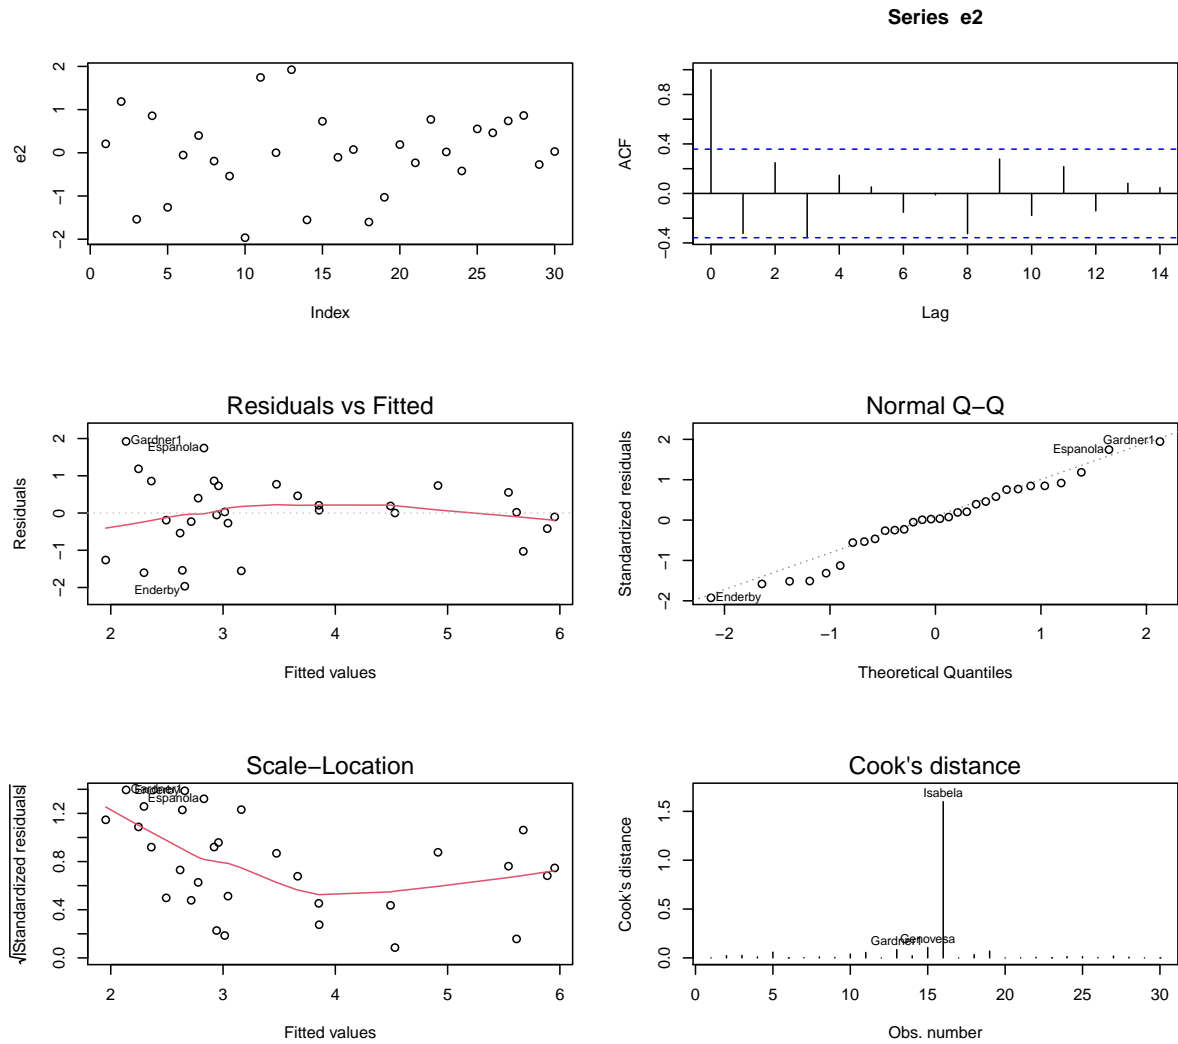 Series e2
e2
2
1
0
−1
−2
0 5 10 15 20 25 30
Index
ACF
0.8
0.4
0.0
−0.4
0 2 4 6 8 10 12 14
Lag
Residuals vs Fitted
Residuals
2
1
0
−1
−2
Gardner1
Espanola
Enderby
2 3 4 5 6
Fitted values
Normal Q−Q
Standardized residuals
2
1
0
−1
−2
Gardner1
Espanola
Enderby
−2 −1 0 1 2
Theoretical Quantiles
Scale−Location
√|Standardized residuals|
1.2
0.8
0.4
0.0
Gardner1
Enderby
Espanola
2 3 4 5 6
Fitted values
Cook's distance
Cook's distance
1.5
1.0
0.5
0.0
Isabela
Gardner1
Genovesa
0 5 10 15 20 25 30
Obs. number